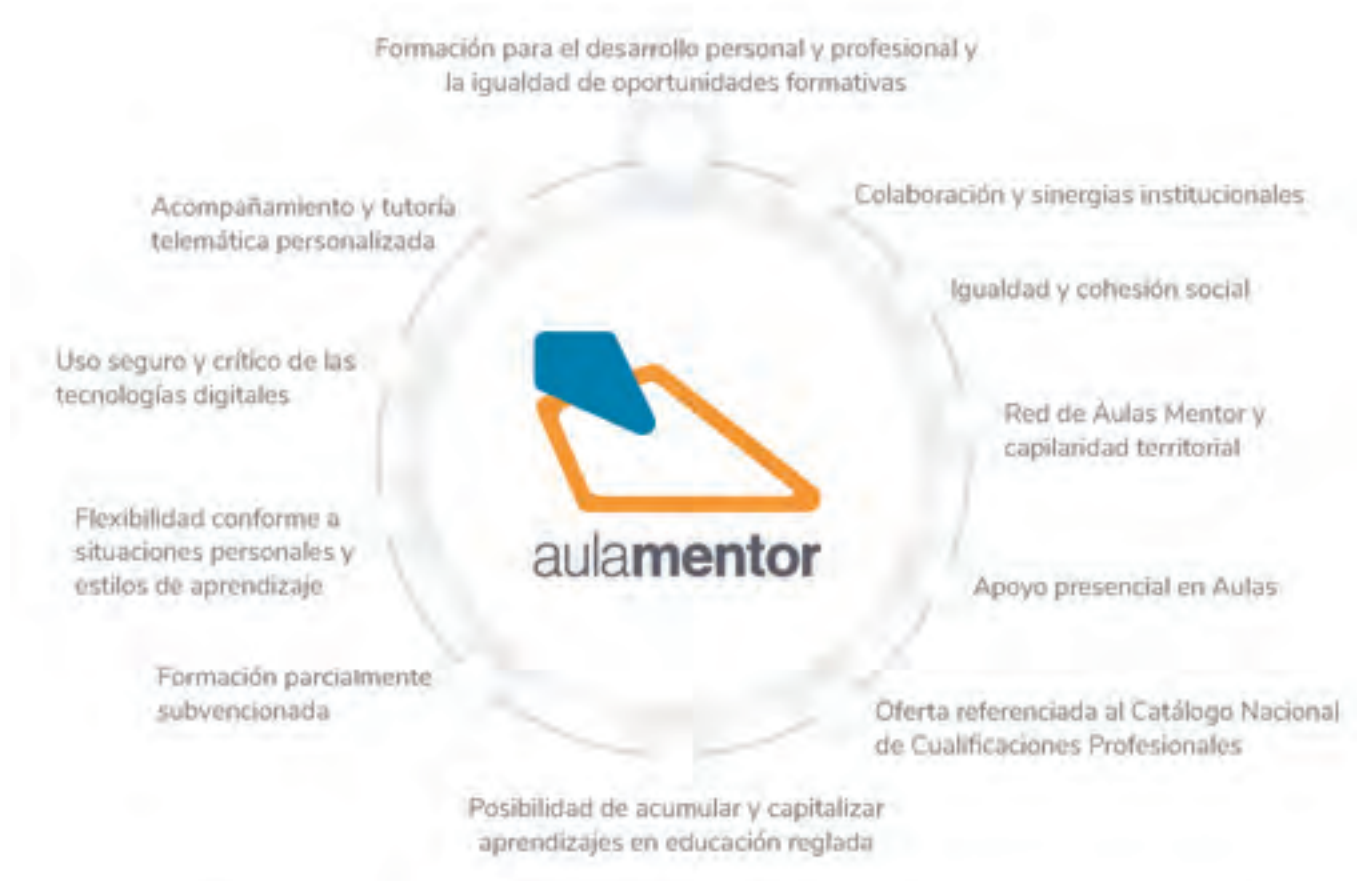 Formación para el desarrollo personal y profesional y
la igualdad de oportunidades formativas
Colaboración y sinergias institucionales
Igualdad y cohesión social
Red de Aulas Mentor y
capilaridad territorial
Apoyo presencial en Aulas
Oferta referenciada al Catálogo Nacional
de Cualificaciones Profesionales
Posibilidad de acumular y capitalizar
aprendizajes en educación reglada
Formación parcialmente
subvencionada
Flexibilidad conforme a
situaciones personales y
estilos de aprendizaje
Uso seguro y crítico de las
tecnologías digitales
Acompañamiento y tutoría
telemática personalizada
aulamentor